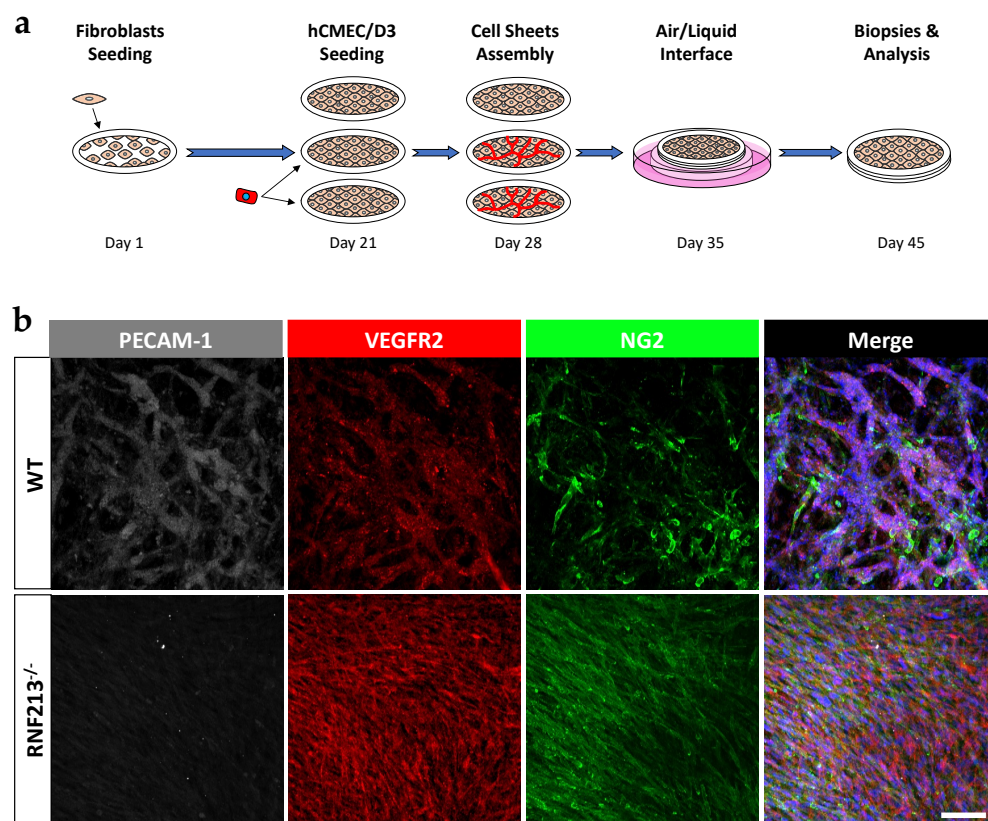 a
Fibroblasts
Seeding
hCMEC/D3
Seeding
Cell Sheets
Assembly
Air/Liquid
Interface
Biopsies &
Analysis
Day 1
Day 21
Day 28
Day 35
Day 45
b
PECAM-1
VEGFR2
NG2
Merge
WT
RNF213-/-